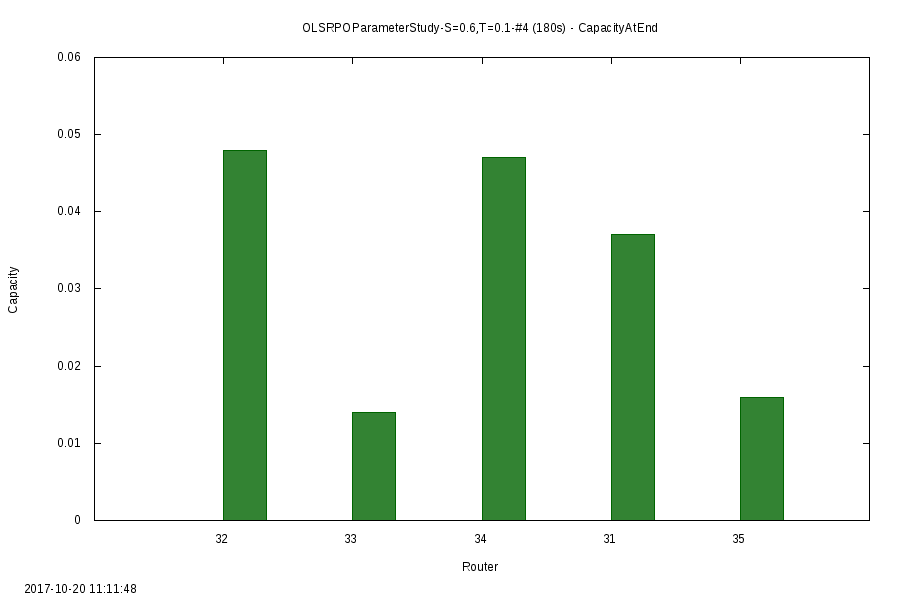 OLSRPOParameterStudy-S=0.6,T=0.1-#4 (180s) - CapacityAtEnd
0.06
0.05
0.04
0.03
0.02
0.01
0
Capacity
32 33 34 31 35
Router
2017-10-20 11:11:48